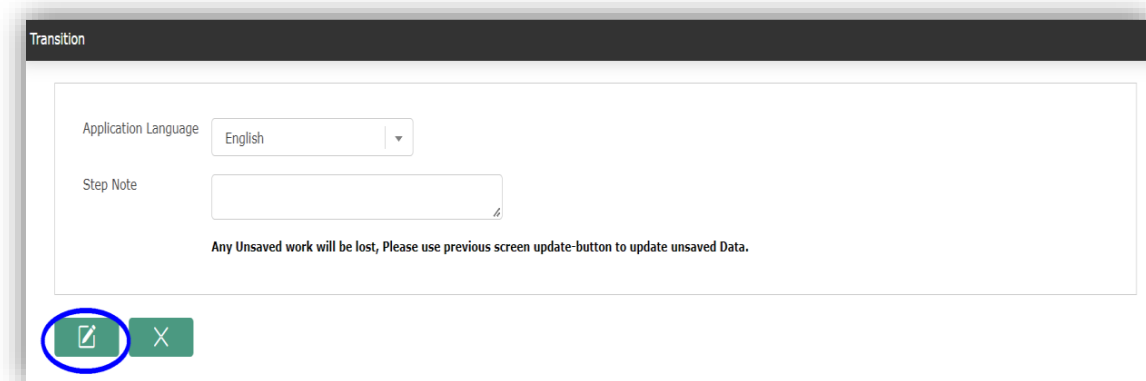 Transition
Application Language
English
Step Note
Any Unsaved work will be lost, Please use previous screen update-button to update unsaved Data.